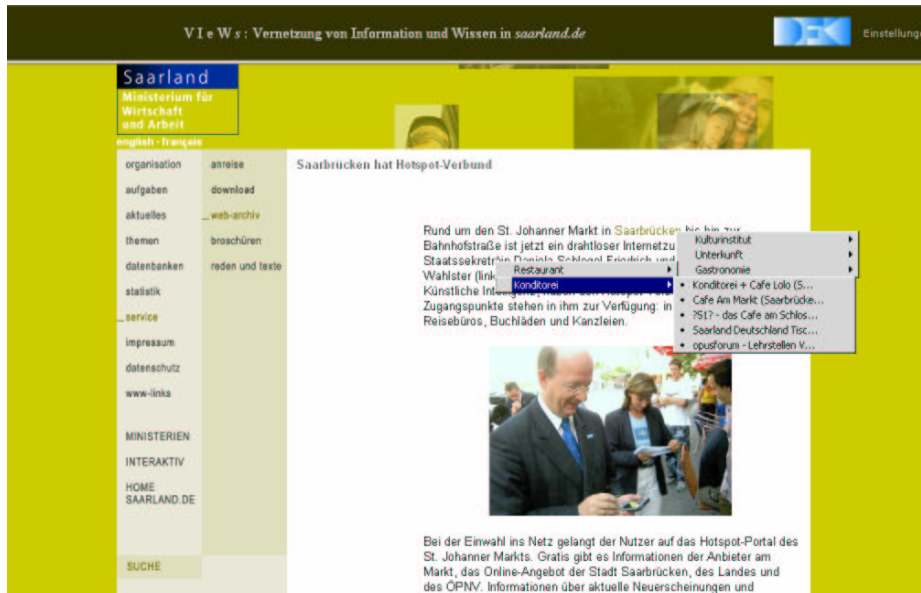 V I e W s : Vernetzung von Information und Wissen in saarland.de
DFK
Einstellunge
Saarland
Ministerium für
Wirtschaft
und Arbeit
english · français
organisation
aufgaben
aktuelles
themen
datenbanken
statistik
service
impressum
datenschutz
www-links
MINISTERIEN
INTERAKTIV
HOME
SAARLAND.DE
SUCHE
anreise
download
web-archiv
broschüren
reden und texte
Saarbrücken hat Hotspot-Verbund
Rund um den St. Johanner Markt in Saarbrücken bis hin zur
Bahnhofstraße ist jetzt ein drahtloser Internetzu
Staatssekretärin Daniela Schlegel-Friedrich und
Wahlster (link
Künstliche
Zugangspunkte stehen in ihm zur Verfügung: in
Reisebüros, Buchläden und Kanzleien.
Kulturinstitut
Unterkunft
Gastronomie
Restaurant
Konditorei
• Konditorei + Cafe Lolo (S...
• Cafe Am Markt (Saarbrücke...
• ?51? - das Cafe am Schlos...
• Saarland Deutschland Tisc...
• opusforum - Lehrstellen V...
Bei der Einwahl ins Netz gelangt der Nutzer auf das Hotspot-Portal des
St. Johanner Markts. Gratis gibt es Informationen der Anbieter am
Markt, das Online-Angebot der Stadt Saarbrücken, des Landes und
des ÖPNV. Informationen über aktuelle Neuerscheinungen und